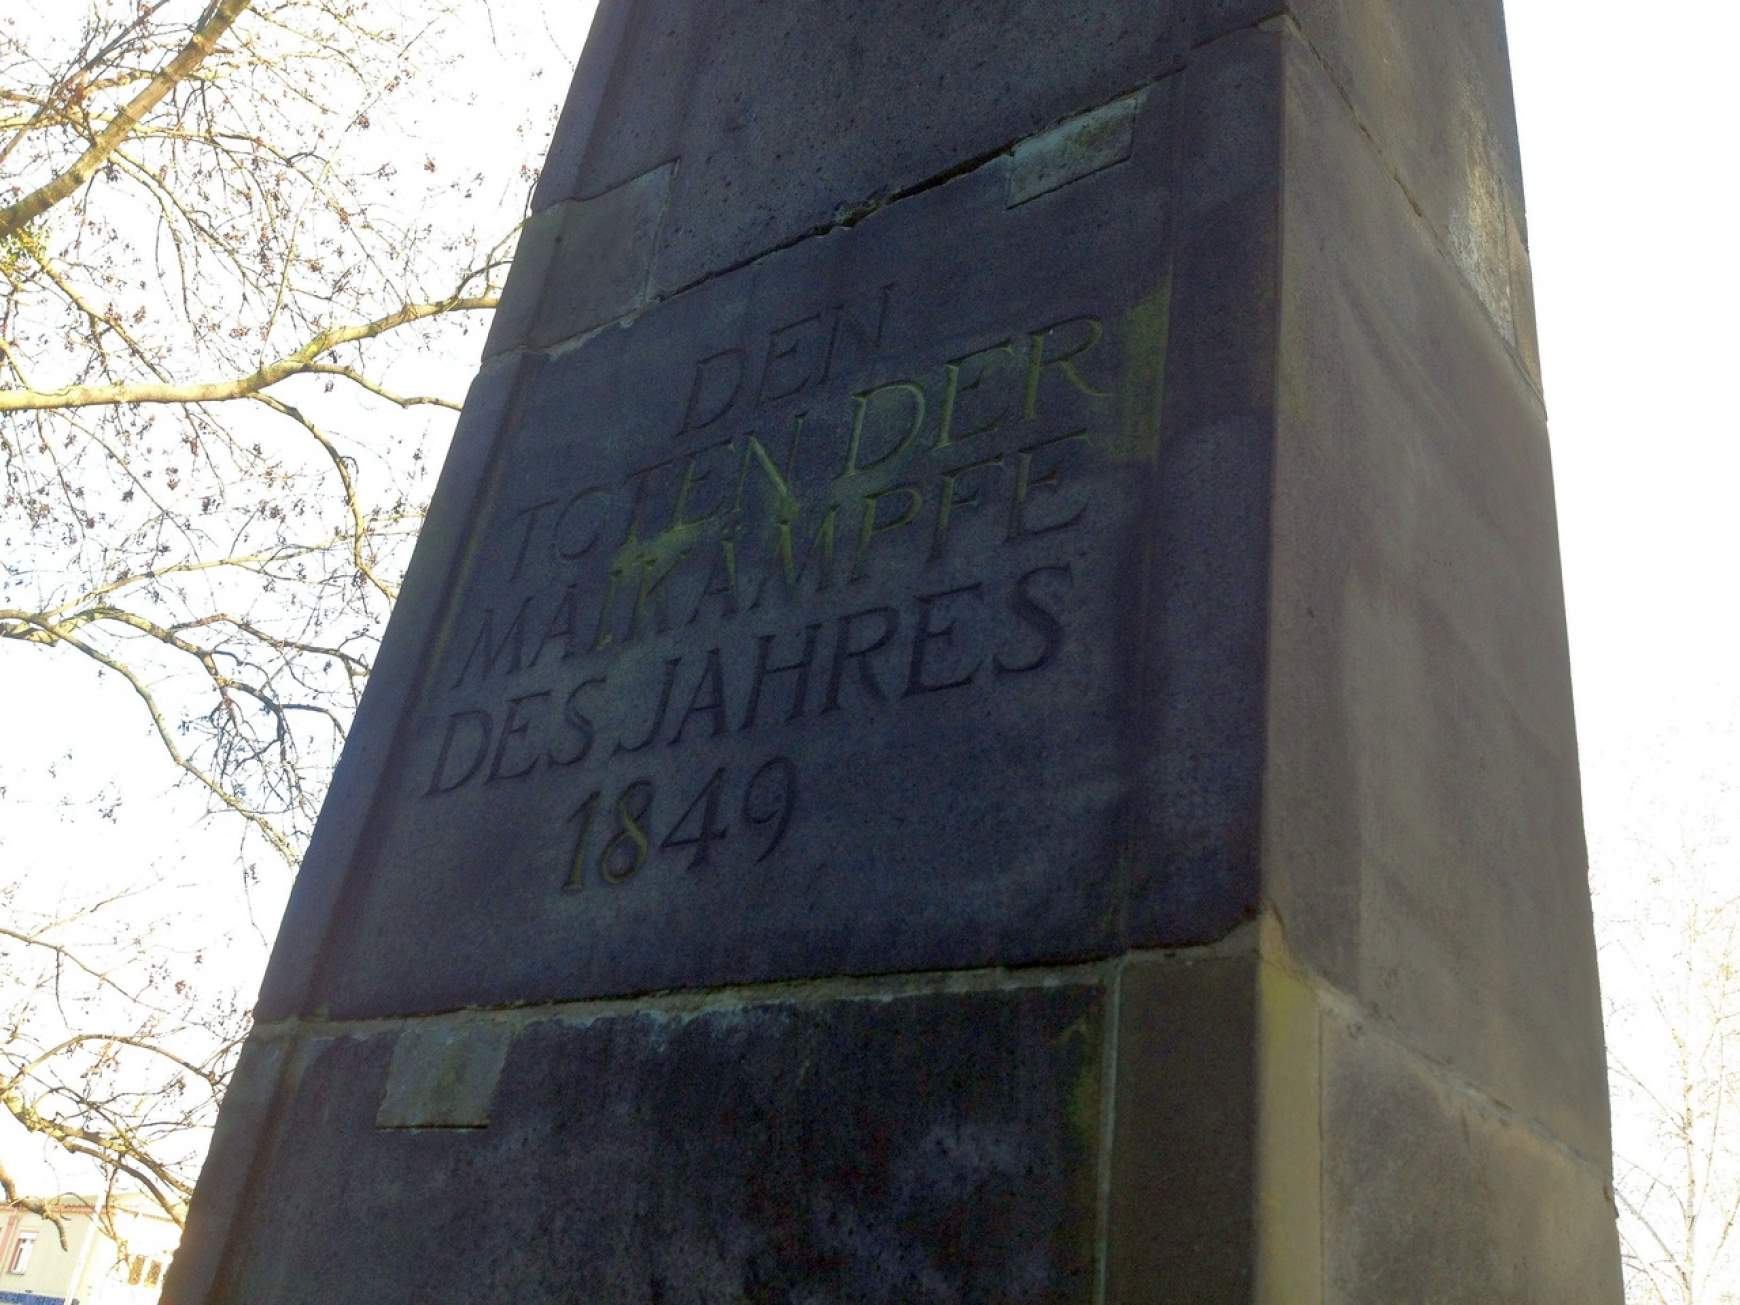 DEN
TOTEN DER
MAIKÄMPFE
DES JAHRES
1849